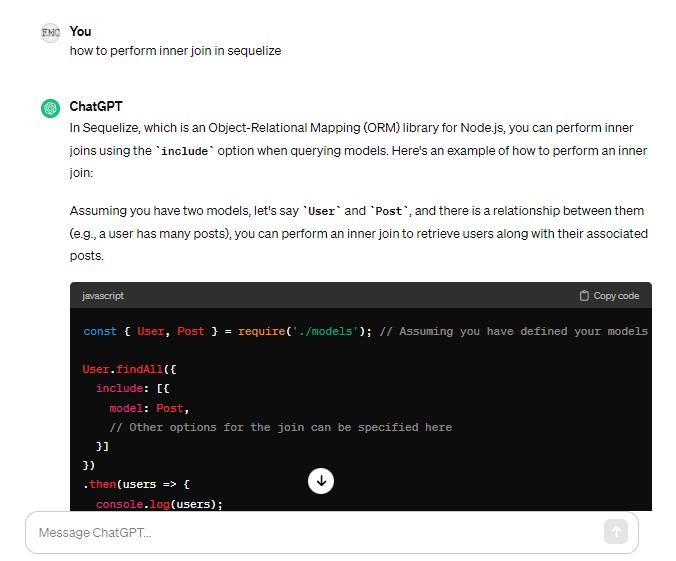 EMC
You
how to perform inner join in sequelize
ChatGPT
In Sequelize, which is an Object-Relational Mapping (ORM) library for Node.js, you can perform inner
joins using the `include` option when querying models. Here's an example of how to perform an inner
join:
Assuming you have two models, let's say `User` and `Post`, and there is a relationship between them
(e.g., a user has many posts), you can perform an inner join to retrieve users along with their associated
posts.
javascript Copy code
const { User, Post } = require('./models'); // Assuming you have defined your models
User.findAll({
include: [{
model: Post,
// Other options for the join can be specified here
}]
})
.then(users => {
console.log(users);
Message ChatGPT...